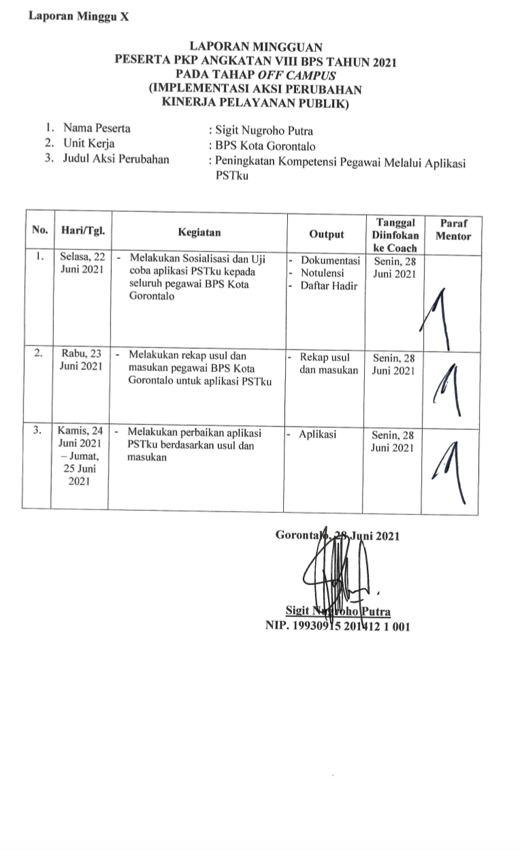 Laporan Minggu X
LAPORAN MINGGUAN
PESERTA PKP ANGKATAN VIII BPS TAHUN 2021
PADA TAHAP OFF CAMPUS
(IMPLEMENTASI AKSI PERUBAHAN
KINERJA PELAYANAN PUBLIK)
1. Nama Peserta : Sigit Nugroho Putra
2. Unit Kerja : BPS Kota Gorontalo
3. Judul Aksi Perubahan : Peningkatan Kompetensi Pegawai Melalui Aplikasi
PSTku
No. Hari/Tgl. Kegiatan Output Tanggal Diinfokan ke Coach Paraf Mentor
1. Selasa, 22 - Melakukan Sosialisasi dan Uji - Dokumentasi Senin, 28
Juni 2021 coba aplikasi PSTku kepada - Notulensi Juni 2021
seluruh pegawai BPS Kota - Daftar Hadir
Gorontalo
2. Rabu, 23 - Melakukan rekap usul dan - Rekap usul Senin, 28
Juni 2021 masukan pegawai BPS Kota dan masukan Juni 2021
Gorontalo untuk aplikasi PSTku
3. Kamis, 24 - Melakukan perbaikan aplikasi - Aplikasi Senin, 28
Juni 2021 PSTku berdasarkan usul dan Juni 2021
– Jumat, masukan
25 Juni
2021
Gorontalo, 28 Juni 2021
Sigit Nugroho Putra
NIP. 19930915 201412 1 001